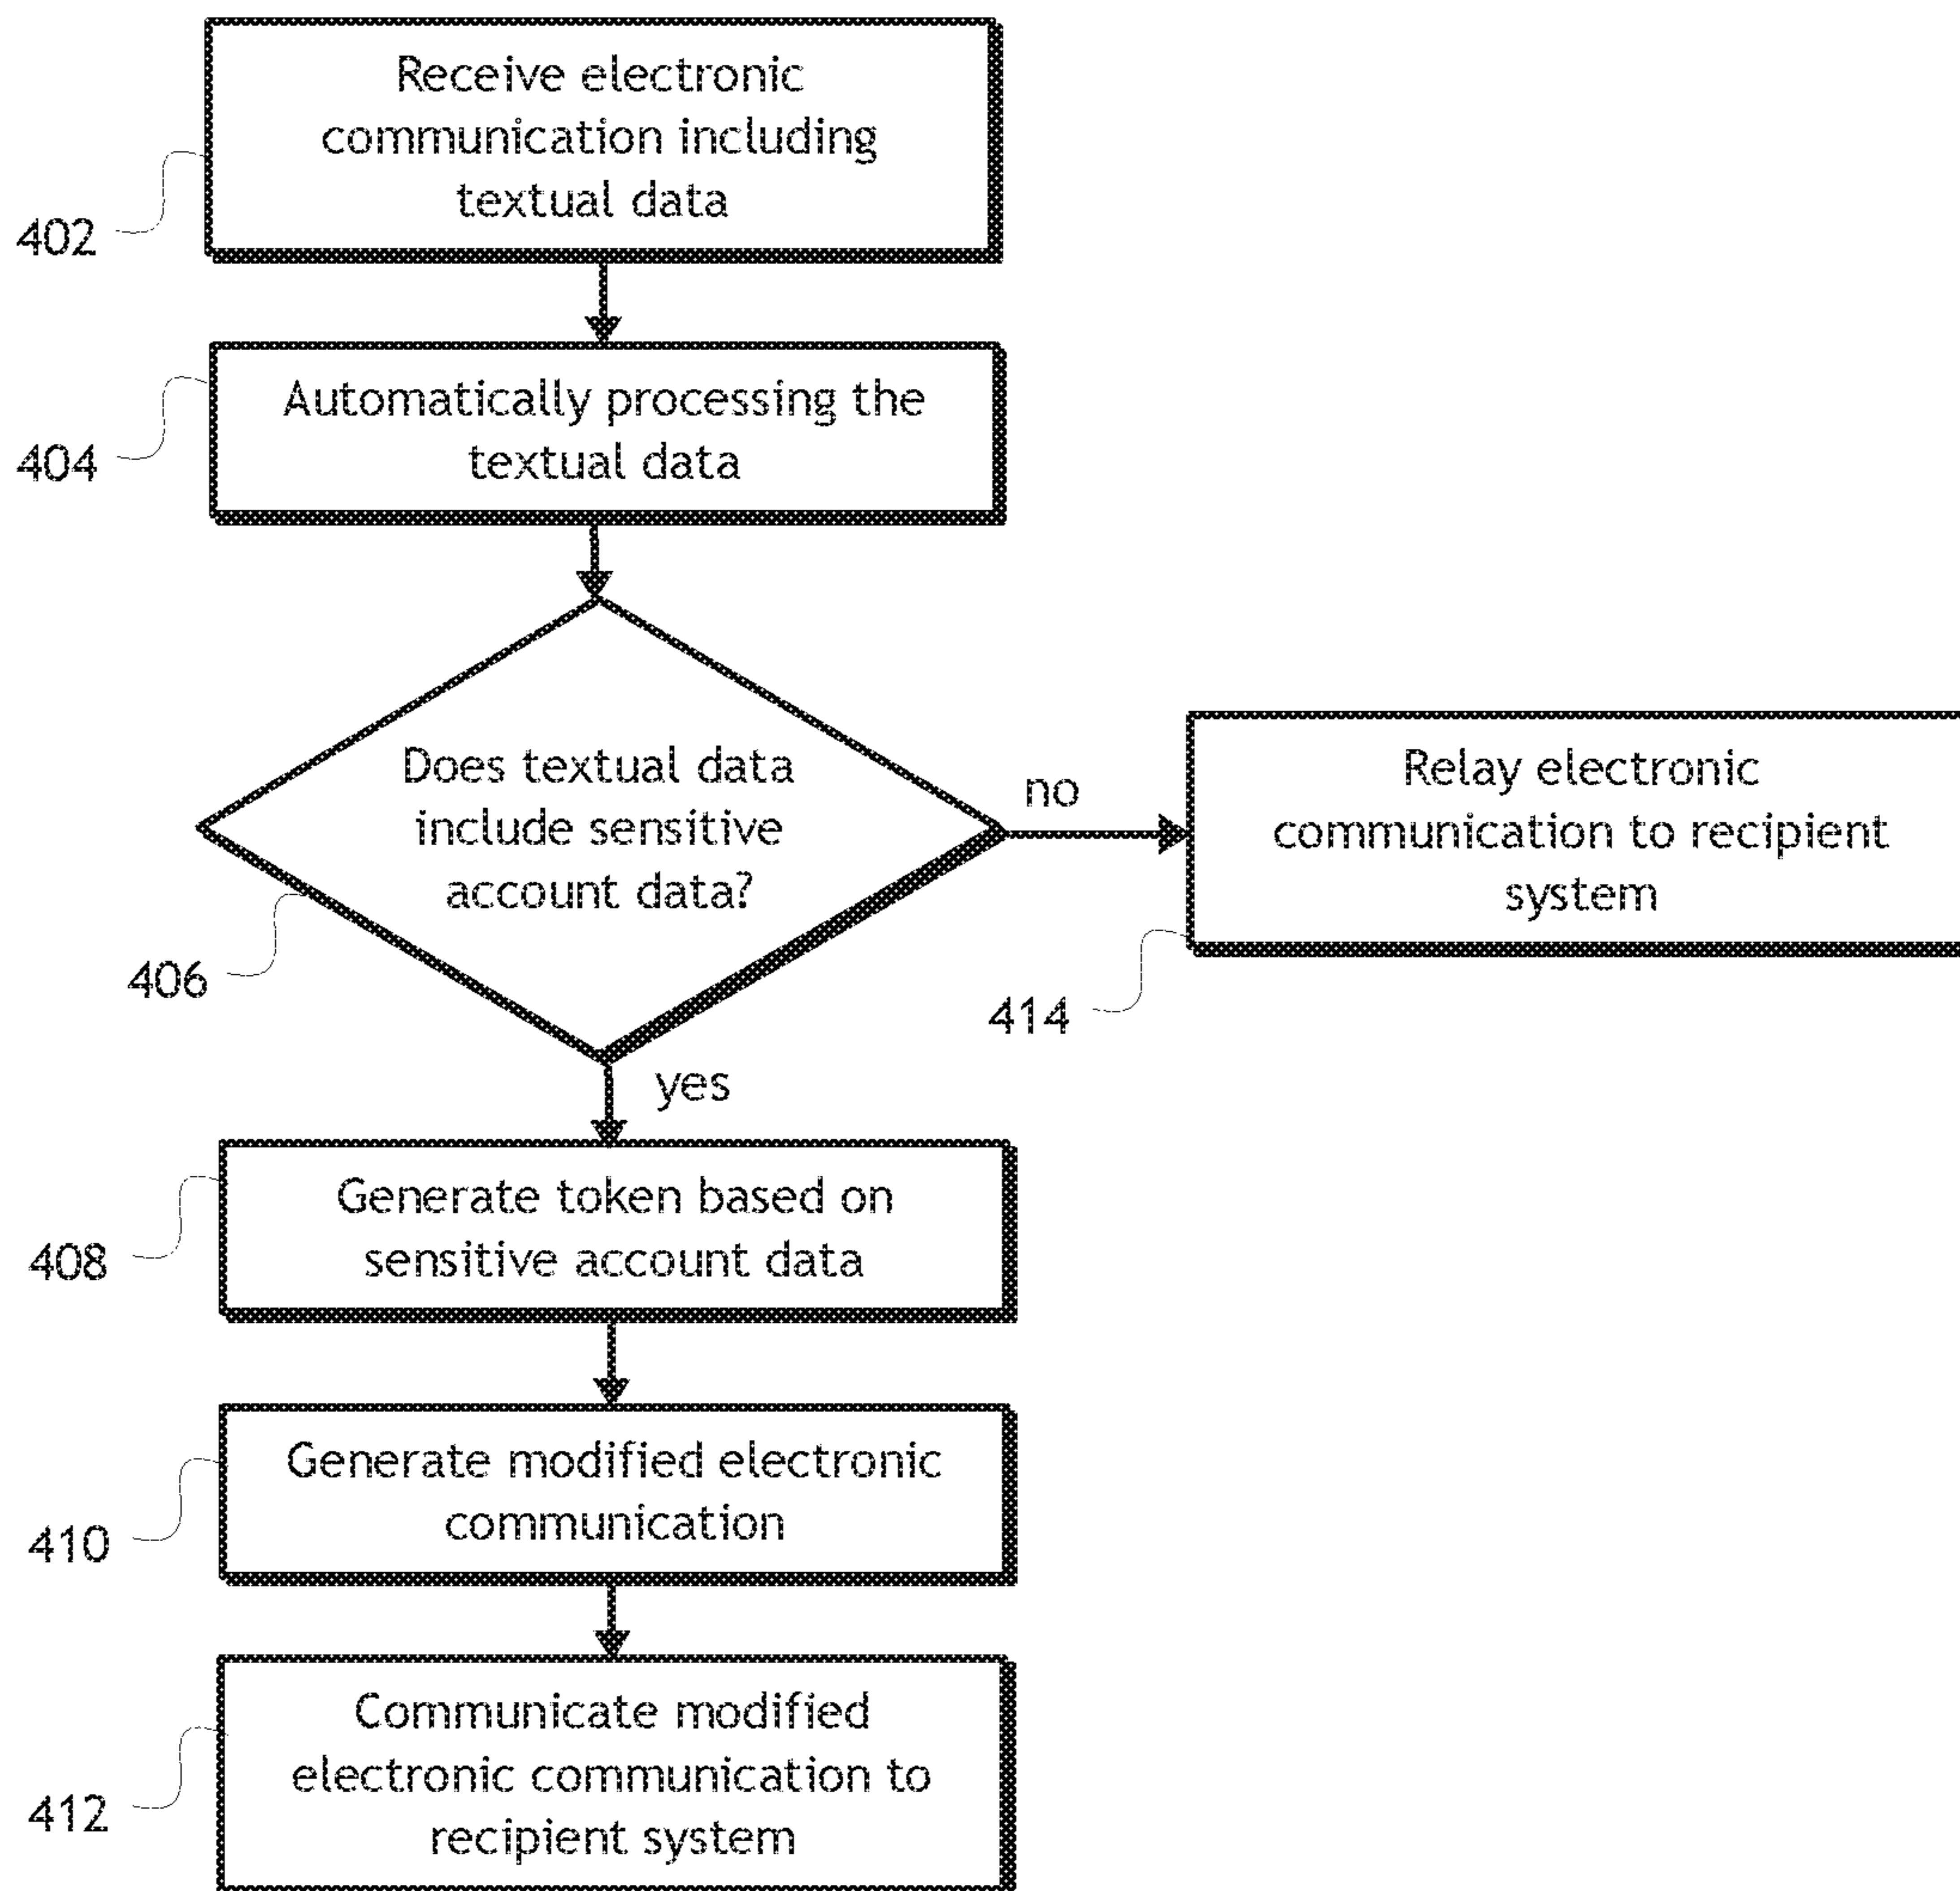 Receive electronic
communication including
textual data
402
Automatically processing the
textual data
404
Does textual data
include sensitive
account data?
406
no
Relay electronic
communication to recipient
system
414
yes
Generate token based on
sensitive account data
408
Generate modified electronic
communication
410
Communicate modified
electronic communication to
recipient system
412